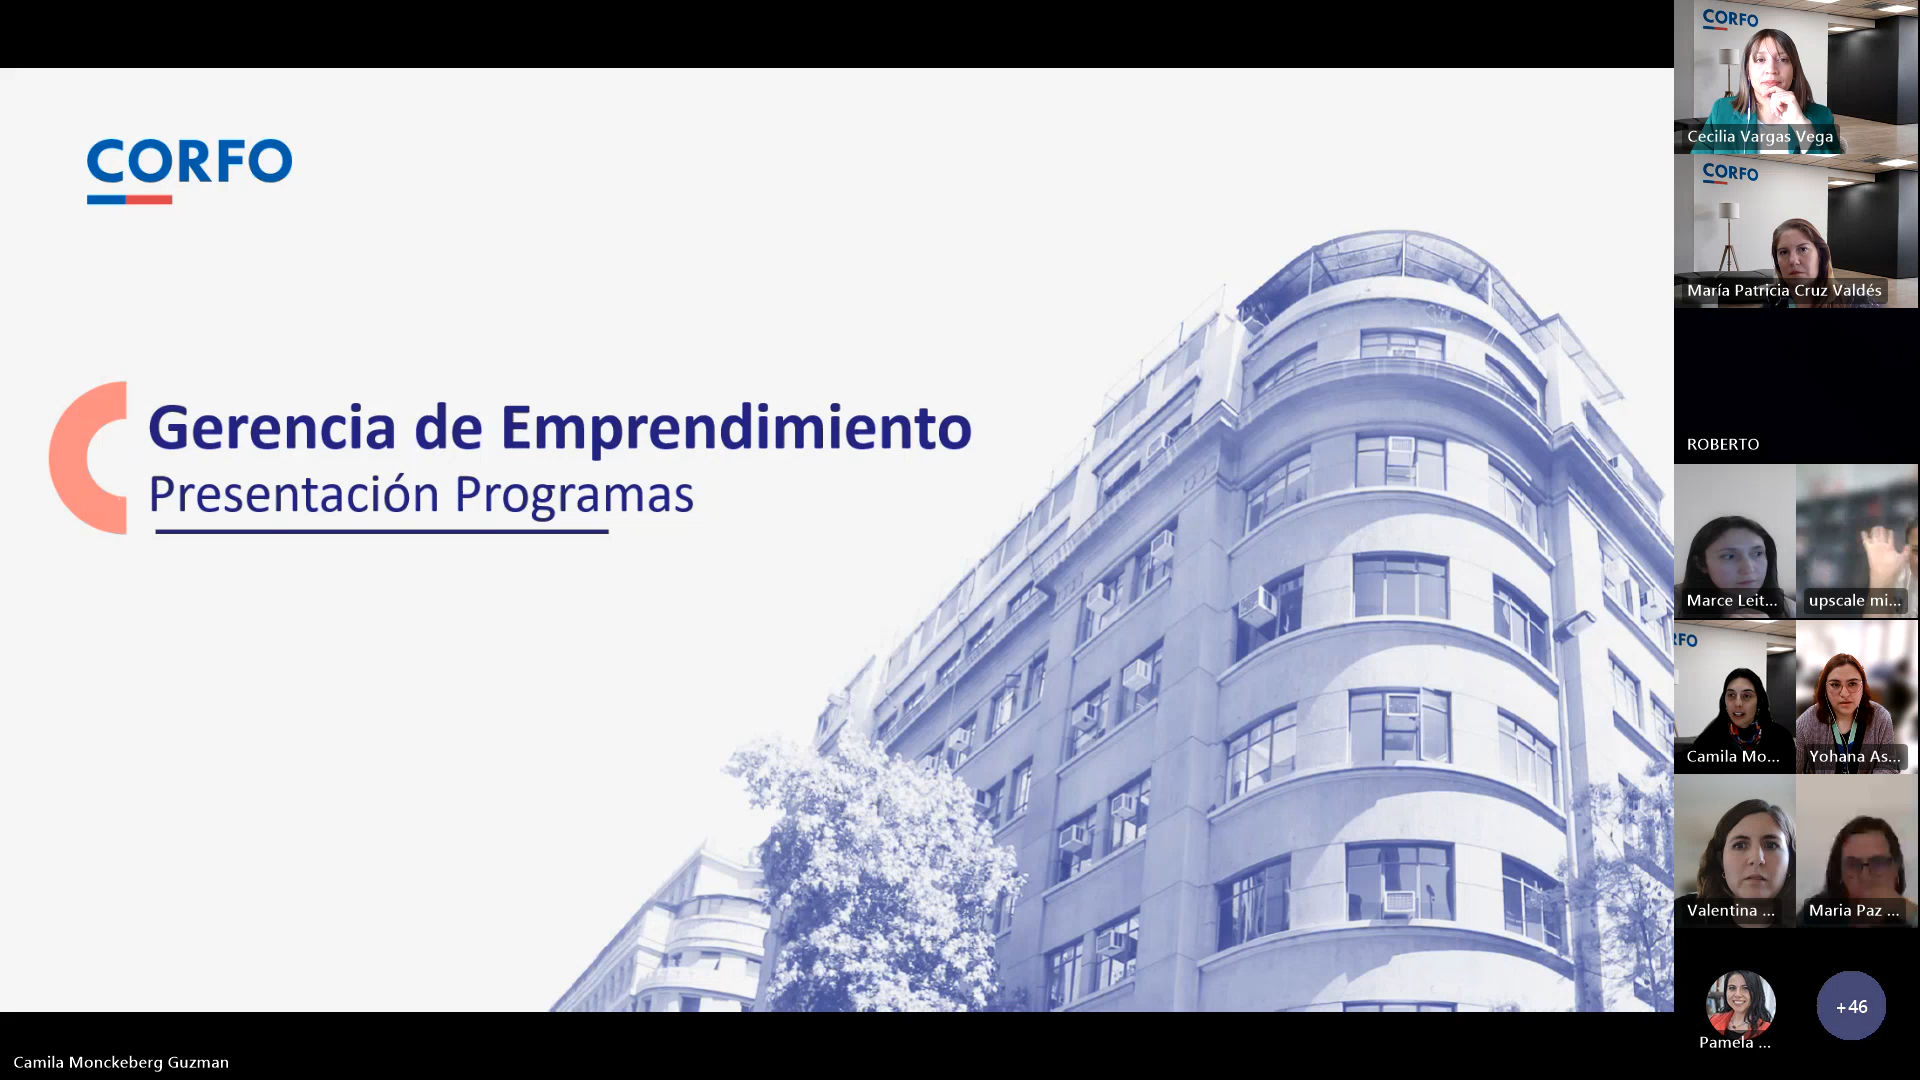 CORFO
Gerencia de Emprendimiento
Presentación Programas
Camila Monckeberg Guzman
CORFO
Cecilia Vargas Vega
CORFO
María Patricia Cruz Valdés
ROBERTO
Marce Leit...
upscale mi...
RFO
Camila Mo...
Yohana As...
Valentina ...
Maria Paz ...
Pamela ...
+46